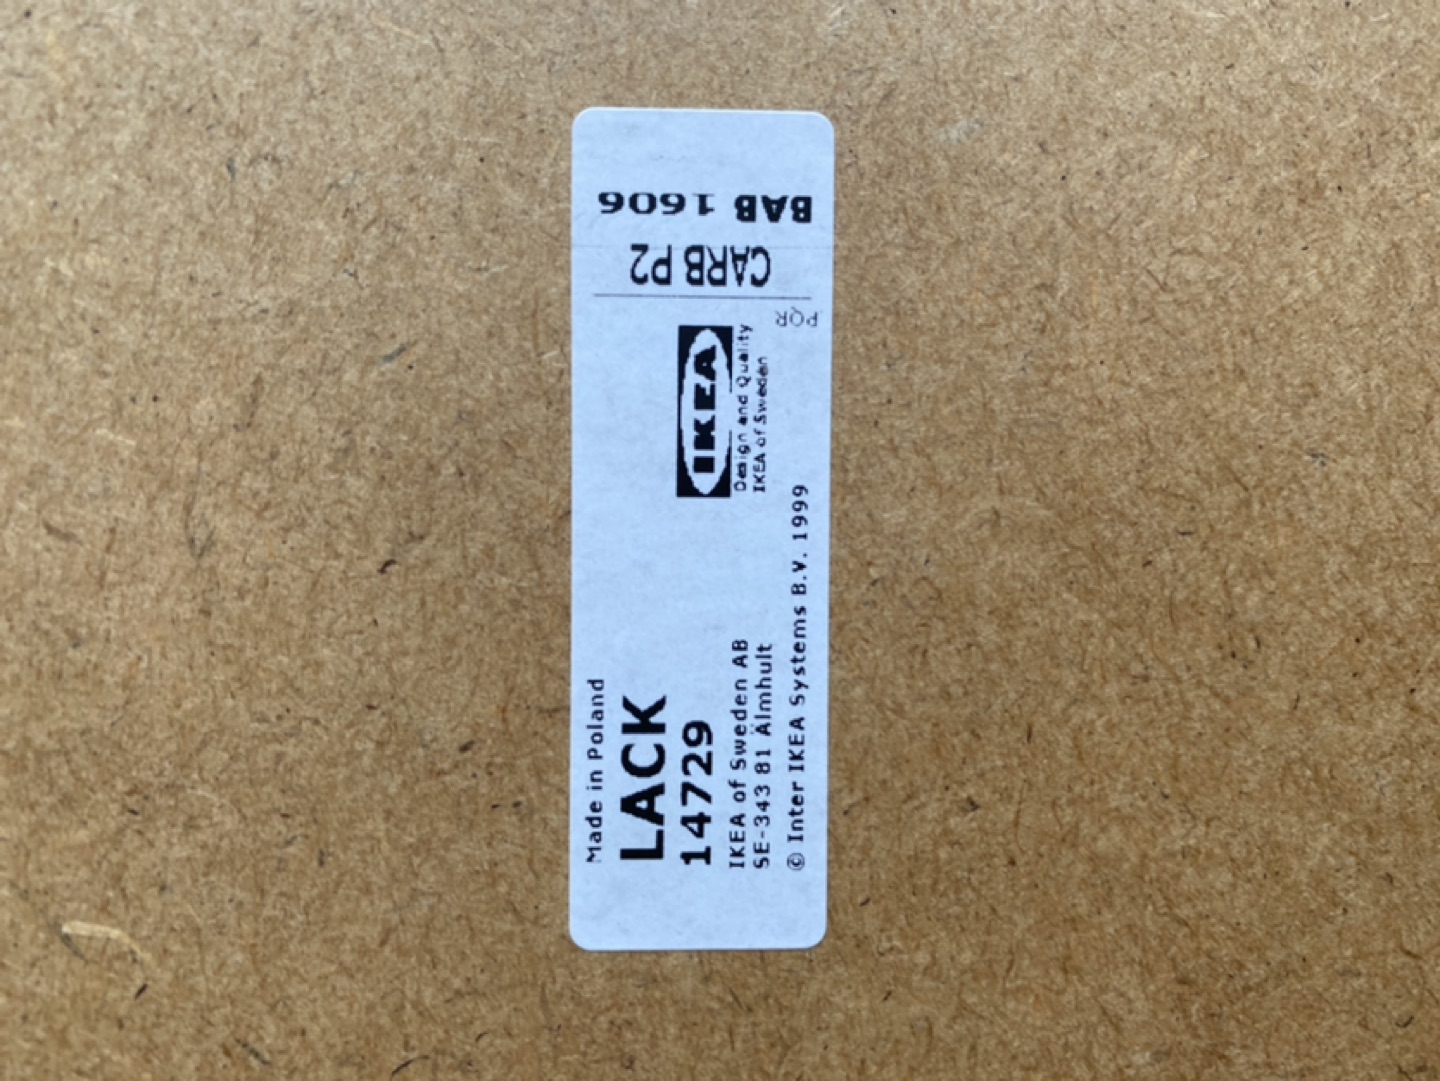 Made in Poland
LACK
14729
IKEA of Sweden AB
SE-343 81 Älmhult
© Inter IKEA Systems B.V. 1999
IKEA
Design and Quality
IKEA of Sweden
PQR
CARB P2
BAB 1606